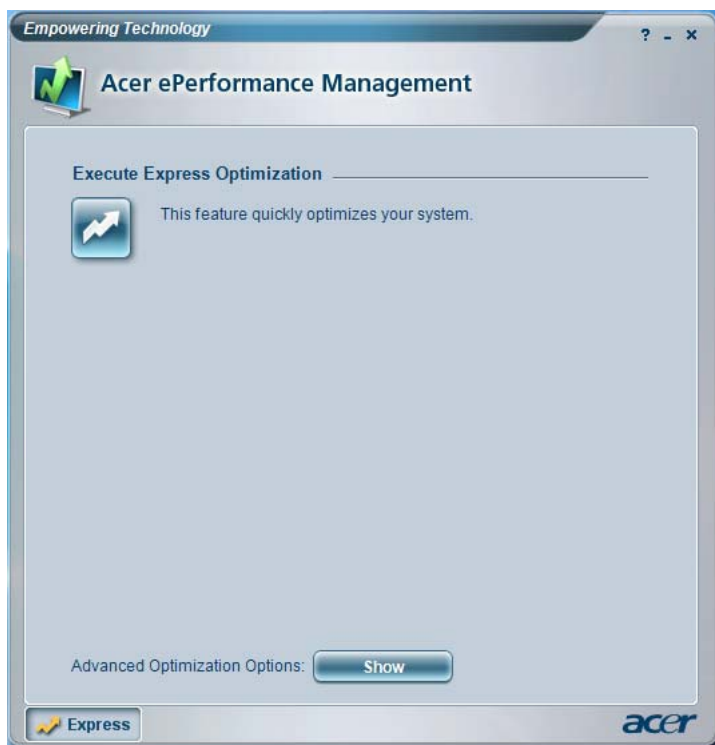 Empowering Technology
? - ×
Acer ePerformance Management
Execute Express Optimization
This feature quickly optimizes your system.
Advanced Optimization Options: Show
Express
acer